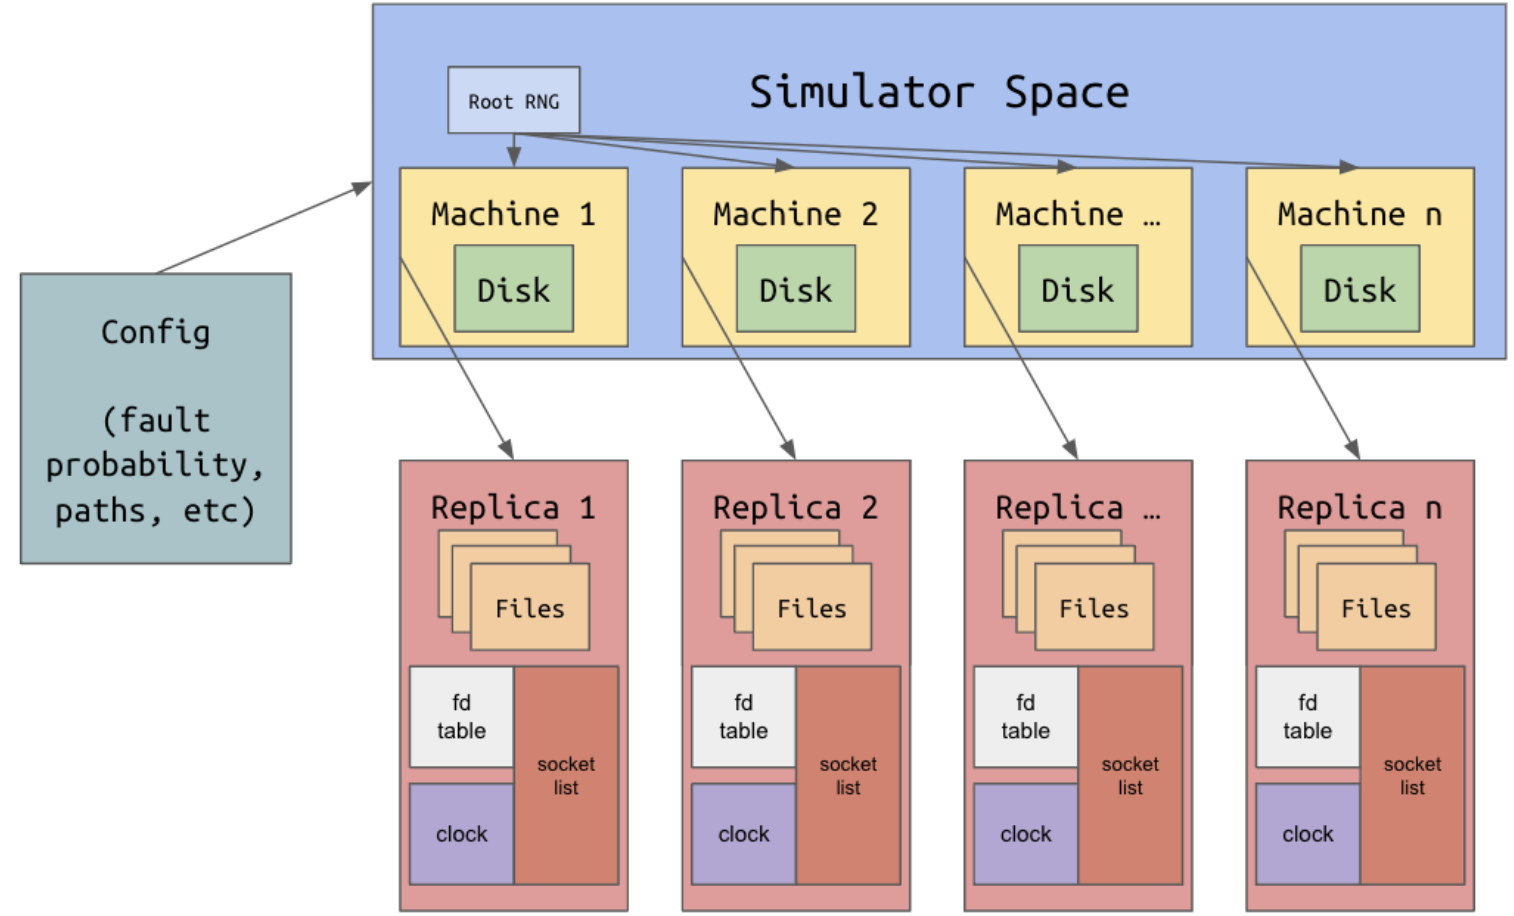 Simulator Space
Root RNG
Machine 1
Disk
Machine 2
Disk
Machine …
Disk
Machine n
Disk
Config
(fault
probability,
paths, etc)
Replica 1
Files
fd
table
socket
list
clock
Replica 2
Files
fd
table
socket
list
clock
Replica …
Files
fd
table
socket
list
clock
Replica n
Files
fd
table
socket
list
clock